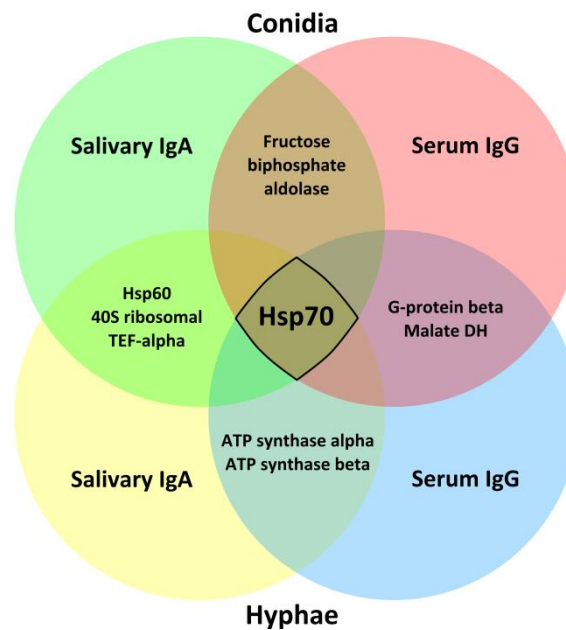 Conidia
Salivary IgA
Fructose
biphosphate
aldolase
Serum IgG
Hsp60
40S ribosomal
TEF-alpha
Hsp70
G-protein beta
Malate DH
ATP synthase alpha
ATP synthase beta
Salivary IgA
Serum IgG
Hyphae